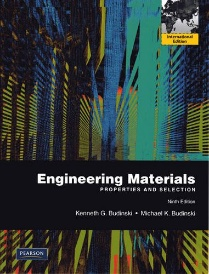 International
Edition
Engineering Materials
PROPERTIES AND SELECTION
Ninth Edition
Kenneth G. Budinski • Michael K. Budinski
PEARSON